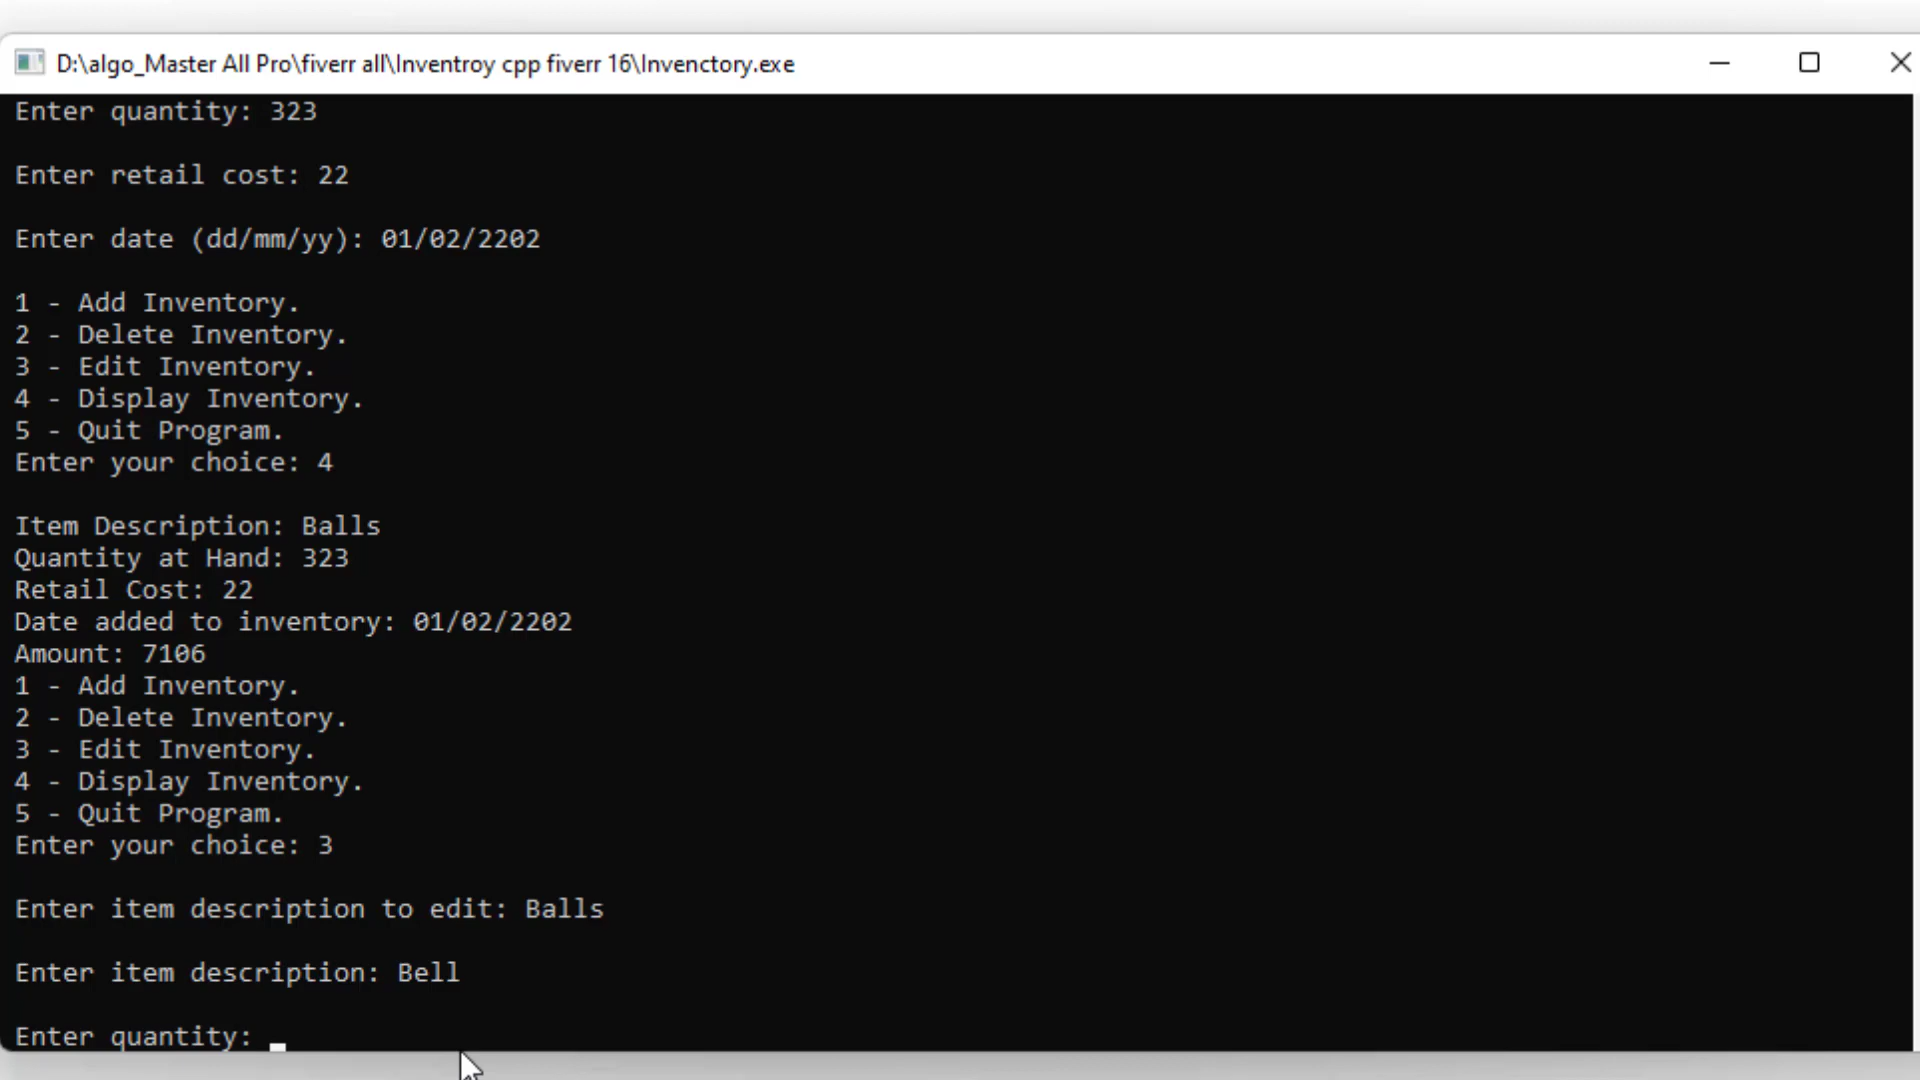 D:\algo_Master All Pro\fiverr all\Inventroy cpp fiverr 16\Invenctory.exe
Enter quantity: 323
Enter retail cost: 22
Enter date (dd/mm/yy): 01/02/2202
1 - Add Inventory.
2 - Delete Inventory.
3 - Edit Inventory.
4 - Display Inventory.
5 - Quit Program.
Enter your choice: 4
Item Description: Balls
Quantity at Hand: 323
Retail Cost: 22
Date added to inventory: 01/02/2202
Amount: 7106
1 - Add Inventory.
2 - Delete Inventory.
3 - Edit Inventory.
4 - Display Inventory.
5 - Quit Program.
Enter your choice: 3
Enter item description to edit: Balls
Enter item description: Bell
Enter quantity: